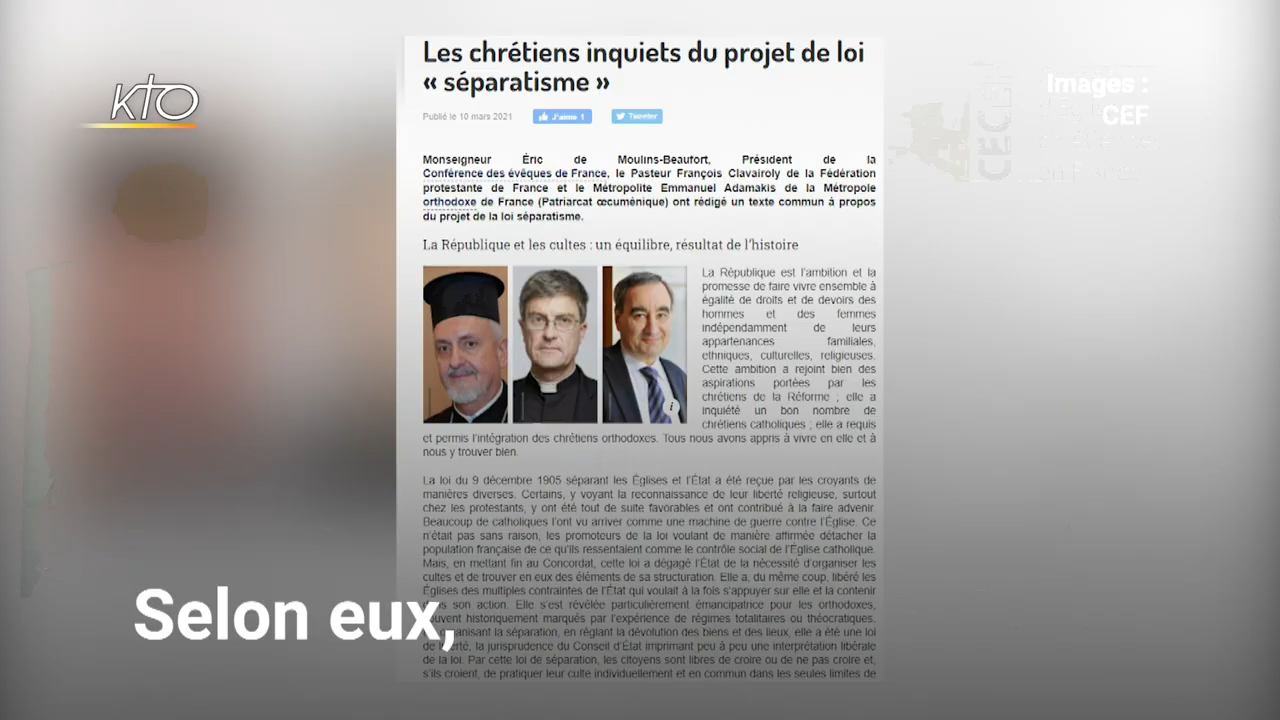 Les chrétiens inquiets du projet de loi
« séparatisme »
Publié le 10 mars 2021
J'aime 1
Tweeter
KTO
Images :
CEF
CECEF
Monseigneur Éric de Moulins-Beaufort, Président de la
Conférence des évêques de France, le Pasteur François Clavairoly de la Fédération
protestante de France et le Métropolite Emmanuel Adamakis de la Métropole
orthodoxe de France (Patriarcat œcuménique) ont rédigé un texte commun à propos
du projet de la loi séparatisme.
La République et les cultes : un équilibre, résultat de l'histoire
La République est l'ambition et la
promesse de faire vivre ensemble à
égalité de droits et de devoirs des
hommes et des femmes
indépendamment de leurs
appartenances familiales,
ethniques, culturelles, religieuses.
Cette ambition a rejoint bien des
aspirations portées par les
chrétiens de la Réforme ; elle a
inquiété un bon nombre de
chrétiens catholiques ; elle a requis
et permis l'intégration des chrétiens orthodoxes. Tous nous avons appris à vivre en elle et à
nous y trouver bien.
La loi du 9 décembre 1905 séparant les Églises et l'État a été reçue par les croyants de
manières diverses. Certains, y voyant la reconnaissance de leur liberté religieuse, surtout
chez les protestants, y ont été tout de suite favorables et ont contribué à la faire advenir.
Beaucoup de catholiques l'ont vu arriver comme une machine de guerre contre l'Église. Ce
n'était pas sans raison, les promoteurs de la loi voulant de manière affirmée détacher la
population française de ce qu'ils ressentaient comme le contrôle social de l'Église catholique.
Mais, en mettant fin au Concordat, cette loi a dégagé l'État de la nécessité d'organiser les
cultes et de trouver en eux des éléments de sa structuration. Elle a, du même coup, libéré les
Églises des multiples contraintes de l'État qui voulait à la fois s'appuyer sur elle et la contenir
son action. Elle s'est révélée particulièrement émancipatrice pour les orthodoxes,
souvent historiquement marqués par l'expérience de régimes totalitaires ou théocratiques.
organisant la séparation, en réglant la dévolution des biens et des lieux, elle a été une loi
de liberté, la jurisprudence du Conseil d'État imprimant peu à peu une interprétation libérale
de la loi. Par cette loi de séparation, les citoyens sont libres de croire ou de ne pas croire et,
s'ils croient, de pratiquer leur culte individuellement et en commun dans les seules limites de
Selon eux,